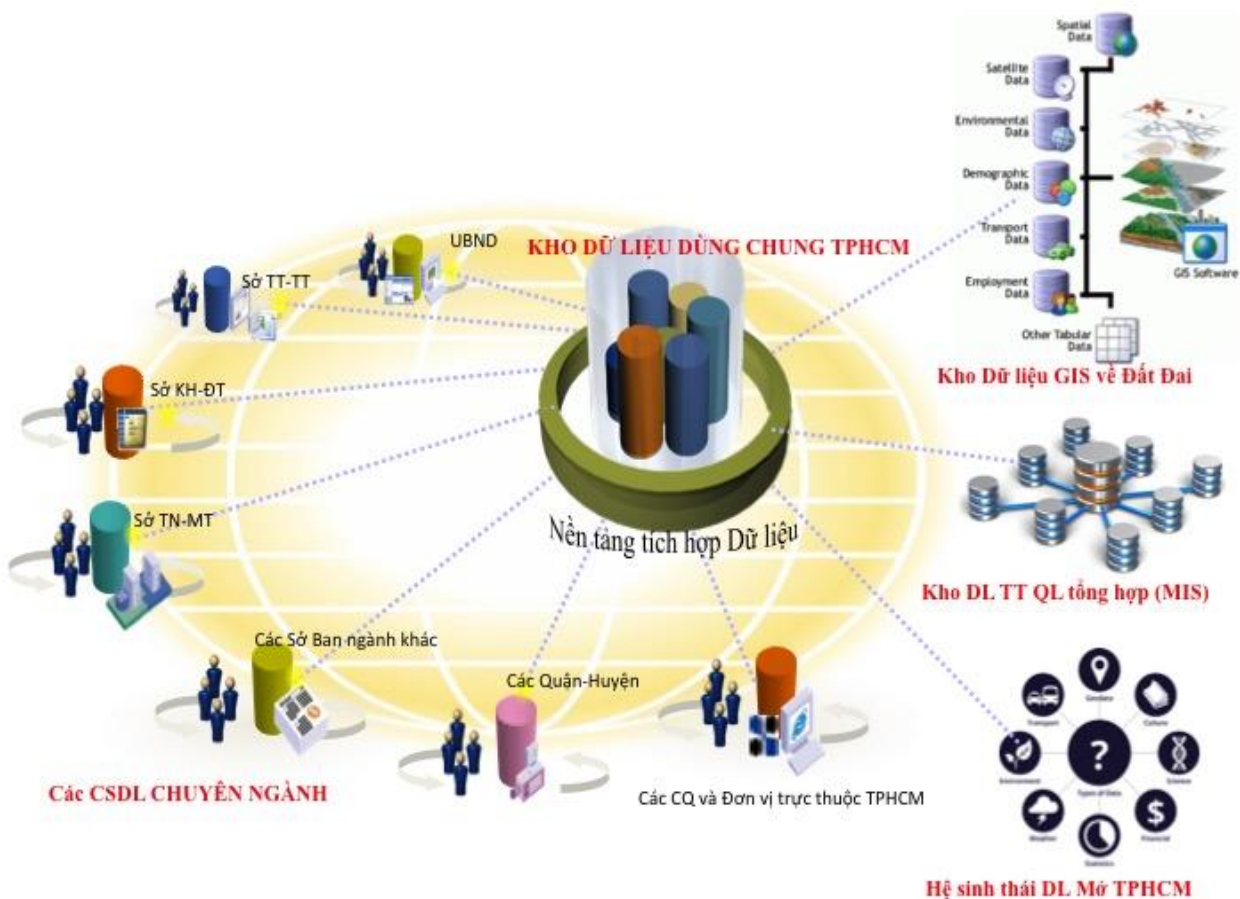 Spatial
Data
Satellite
Data
Environmental
Data
Demographic
Data
Transport
Data
Employment
Data
Other Tabular
Data
GIS Software
Kho Dữ liệu GIS về Đất Đai
UBND
KHO DỮ LIỆU DÙNG CHUNG TPHCM
Sở TT-TT
Sở KH-ĐT
Sở TN-MT
Nền tảng tích hợp Dữ liệu
Kho DL TT QL tổng hợp (MIS)
Các Sở Ban ngành khác
Các Quận-Huyện
Các CSDL CHUYÊN NGÀNH
Các CQ và Đơn vị trực thuộc TPHCM
Geodata
Transport
Culture
?
Environment
Types of Data
Science
Weather
$
Financial
Statistics
Hệ sinh thái DL Mở TPHCM